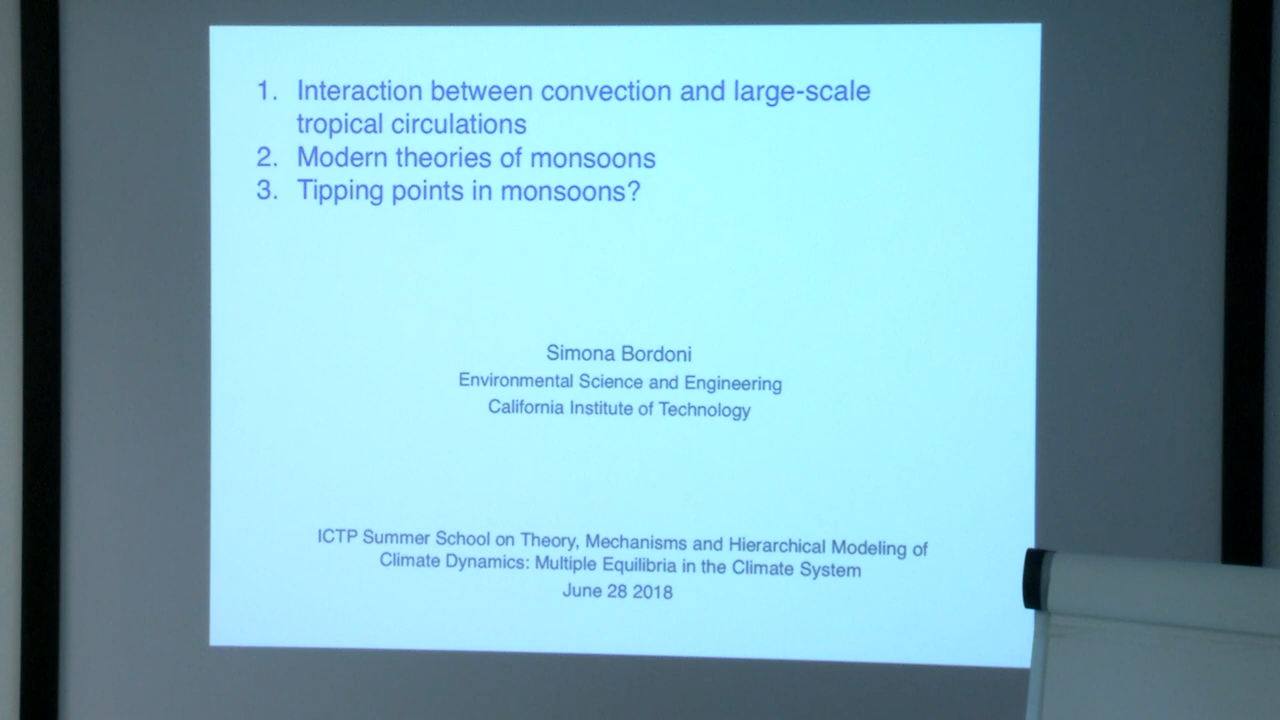 1. Interaction between convection and large-scale
tropical circulations
2. Modern theories of monsoons
3. Tipping points in monsoons?
Simona Bordoni
Environmental Science and Engineering
California Institute of Technology
ICTP Summer School on Theory, Mechanisms and Hierarchical Modeling of
Climate Dynamics: Multiple Equilibria in the Climate System
June 28 2018